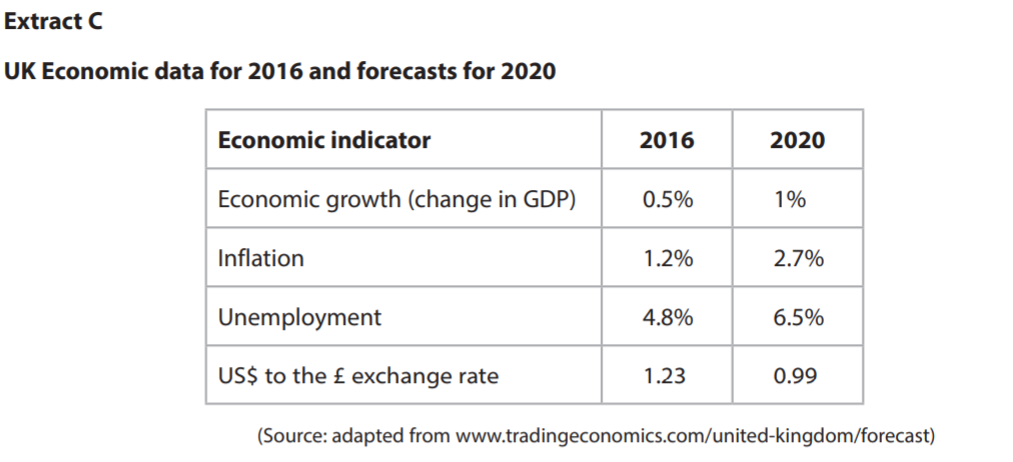 Extract C
UK Economic data for 2016 and forecasts for 2020
Economic indicator 2016 2020
Economic growth (change in GDP) 0.5% 1%
Inflation 1.2% 2.7%
Unemployment 4.8% 6.5%
US$ to the £ exchange rate 1.23 0.99
(Source: adapted from www.tradingeconomics.com/united-kingdom/forecast)